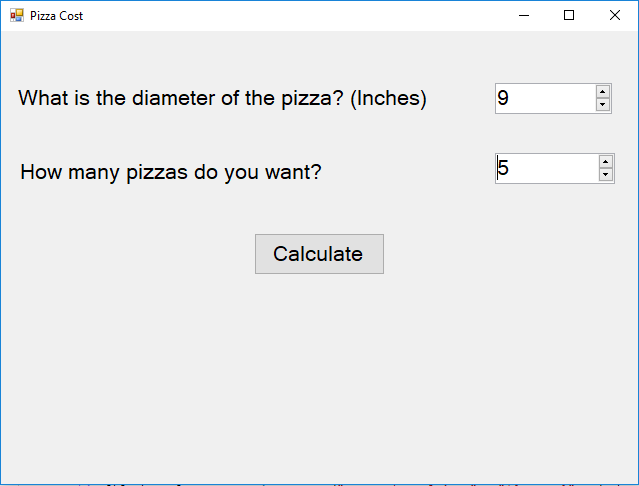 Pizza Cost
What is the diameter of the pizza? (Inches) 9
How many pizzas do you want? 5
Calculate